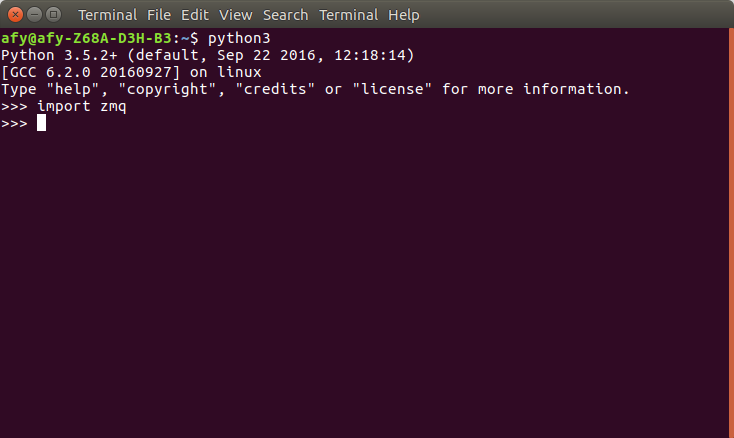 Terminal File Edit View Search Terminal Help
afy@afy-Z68A-D3H-B3:~$ python3
Python 3.5.2+ (default, Sep 22 2016, 12:18:14)
[GCC 6.2.0 20160927] on linux
Type "help", "copyright", "credits" or "license" for more information.
>>> import zmq
>>>